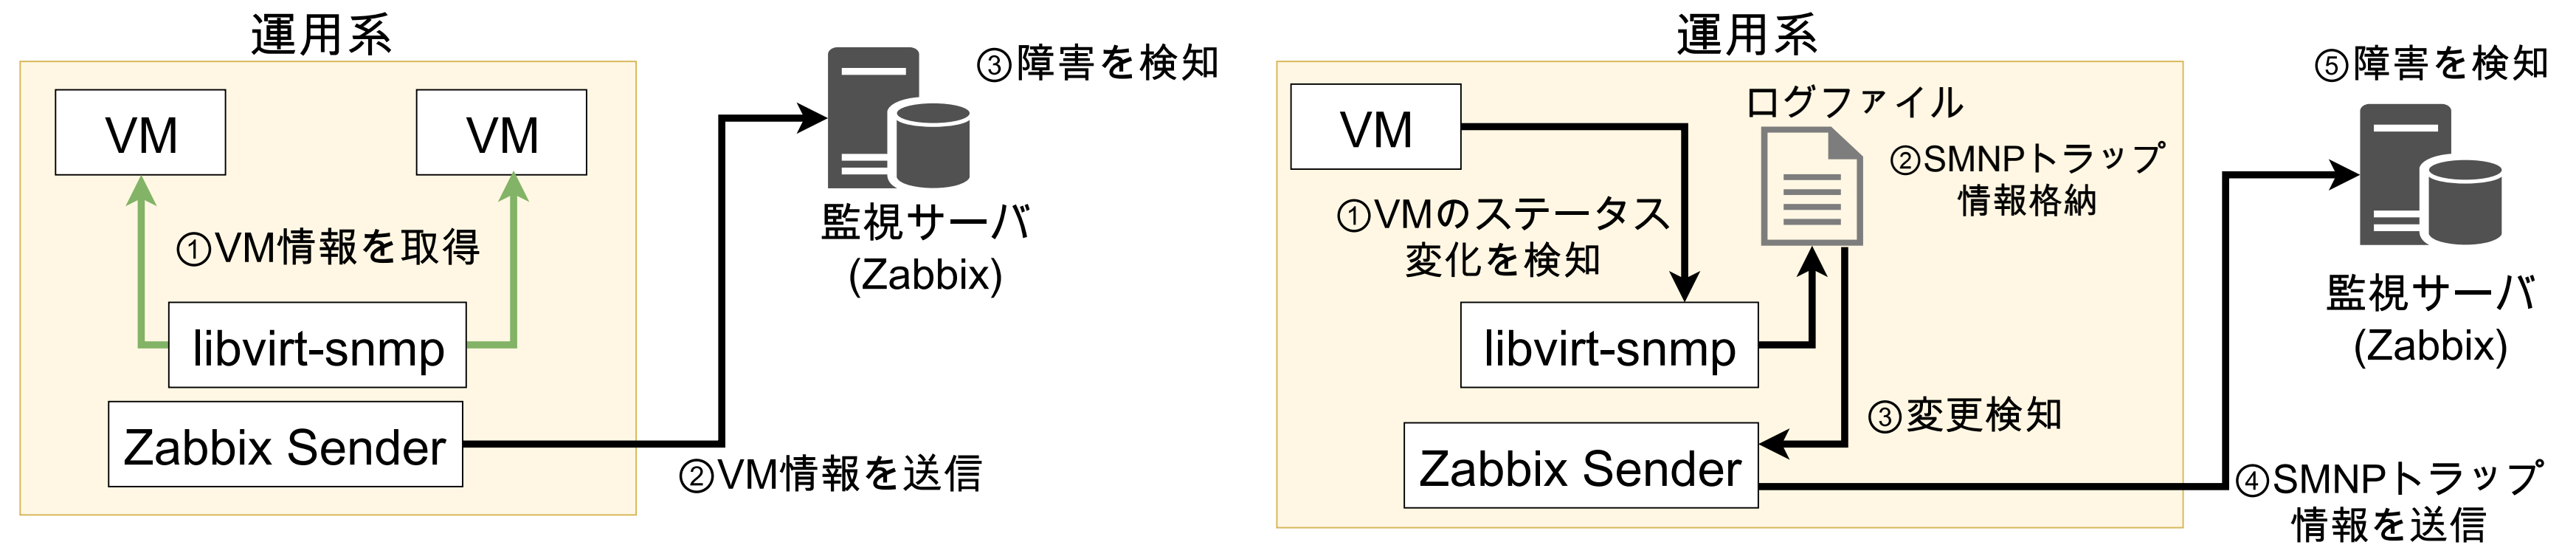 運用系
VM
VM
①VM情報を取得
libvirt-snmp
Zabbix Sender
②VM情報を送信
③障害を検知
監視サーバ
(Zabbix)
運用系
VM
ログファイル
①VMのステータス
変化を検知
②SMNPトラップ
情報格納
libvirt-snmp
③変更検知
Zabbix Sender
④SMNPトラップ
情報を送信
⑤障害を検知
監視サーバ
(Zabbix)